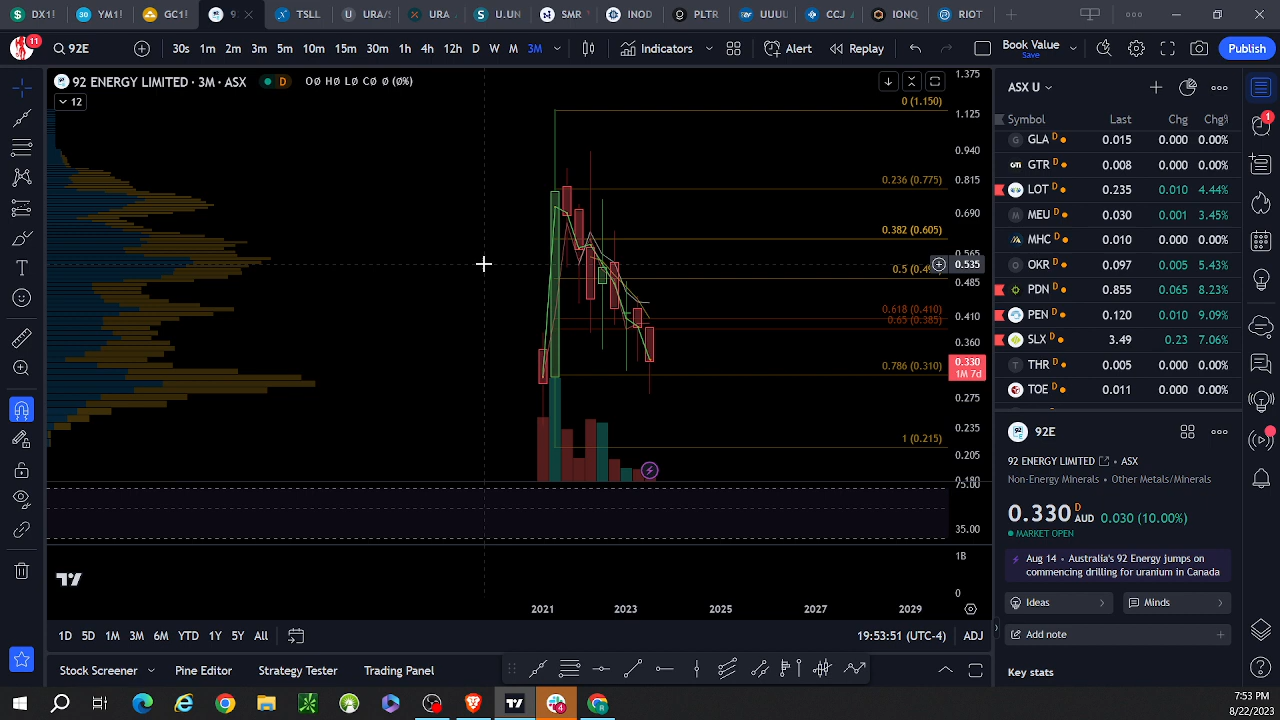 DX1! YM1! GC1! 92 TSLL URA/ URA U.UN SMR INOD PLTR UUUU CCJ IONQ RIOT
11 92E 30s 1m 2m 3m 5m 10m 15m 30m 1h 4h 12h D W M 3M Indicators Alert Replay Book Value Save Publish
92 ENERGY LIMITED · 3M · ASX D O∅ H∅ L∅ C∅ ∅ (∅%)
12
1.375
1.125
0.940
0.815
0.690
0.565
0.535
0.485
0.410
0.360
0.330
1M 7d
0.275
0.235
0.205
75.00
35.00
1B
0
0 (1.150)
0.236 (0.775)
0.382 (0.605)
0.618 (0.410)
0.65 (0.385)
0.786 (0.310)
1 (0.215)
2021 2023 2025 2027 2029
ASX U
Symbol Last Chg Chg%
GLA D 0.015 0.000 0.00%
GTR D 0.008 0.000 0.00%
LOT D 0.235 0.010 4.44%
MEU D 0.030 0.001 3.45%
MHC D 0.010 0.000 0.00%
OKR D 0.097 0.005 5.43%
PDN D 0.855 0.065 8.23%
PEN D 0.120 0.010 9.09%
SLX D 3.49 0.23 7.06%
THR D 0.005 0.000 0.00%
TOE D 0.011 0.000 0.00%
92E
92 ENERGY LIMITED • ASX
Non-Energy Minerals • Other Metals/Minerals
0.330 D AUD 0.030 (10.00%)
MARKET OPEN
Aug 14 • Australia's 92 Energy jumps on
commencing drilling for uranium in Canada
Ideas Minds
Add note
Key stats
1
1D 5D 1M 3M 6M YTD 1Y 5Y All 19:53:51 (UTC-4) ADJ
Stock Screener Pine Editor Strategy Tester Trading Panel
4
7:53 PM
8/22/2023